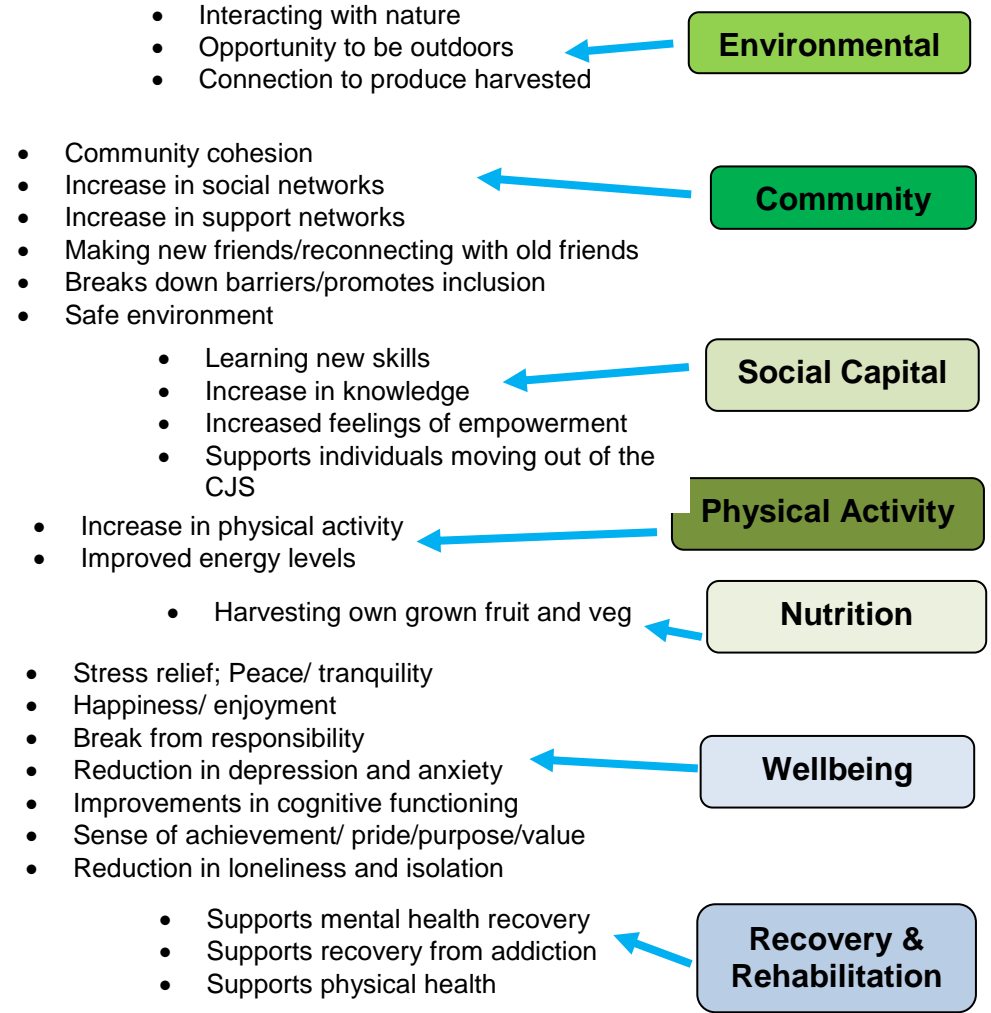 • Interacting with nature
• Opportunity to be outdoors
• Connection to produce harvested
Environmental
• Community cohesion
• Increase in social networks
• Increase in support networks
• Making new friends/reconnecting with old friends
• Breaks down barriers/promotes inclusion
• Safe environment
Community
• Learning new skills
• Increase in knowledge
• Increased feelings of empowerment
• Supports individuals moving out of the
CJS
Social Capital
• Increase in physical activity
• Improved energy levels
Physical Activity
• Harvesting own grown fruit and veg
Nutrition
• Stress relief; Peace/ tranquility
• Happiness/ enjoyment
• Break from responsibility
• Reduction in depression and anxiety
• Improvements in cognitive functioning
• Sense of achievement/ pride/purpose/value
• Reduction in loneliness and isolation
Wellbeing
• Supports mental health recovery
• Supports recovery from addiction
• Supports physical health
Recovery &
Rehabilitation